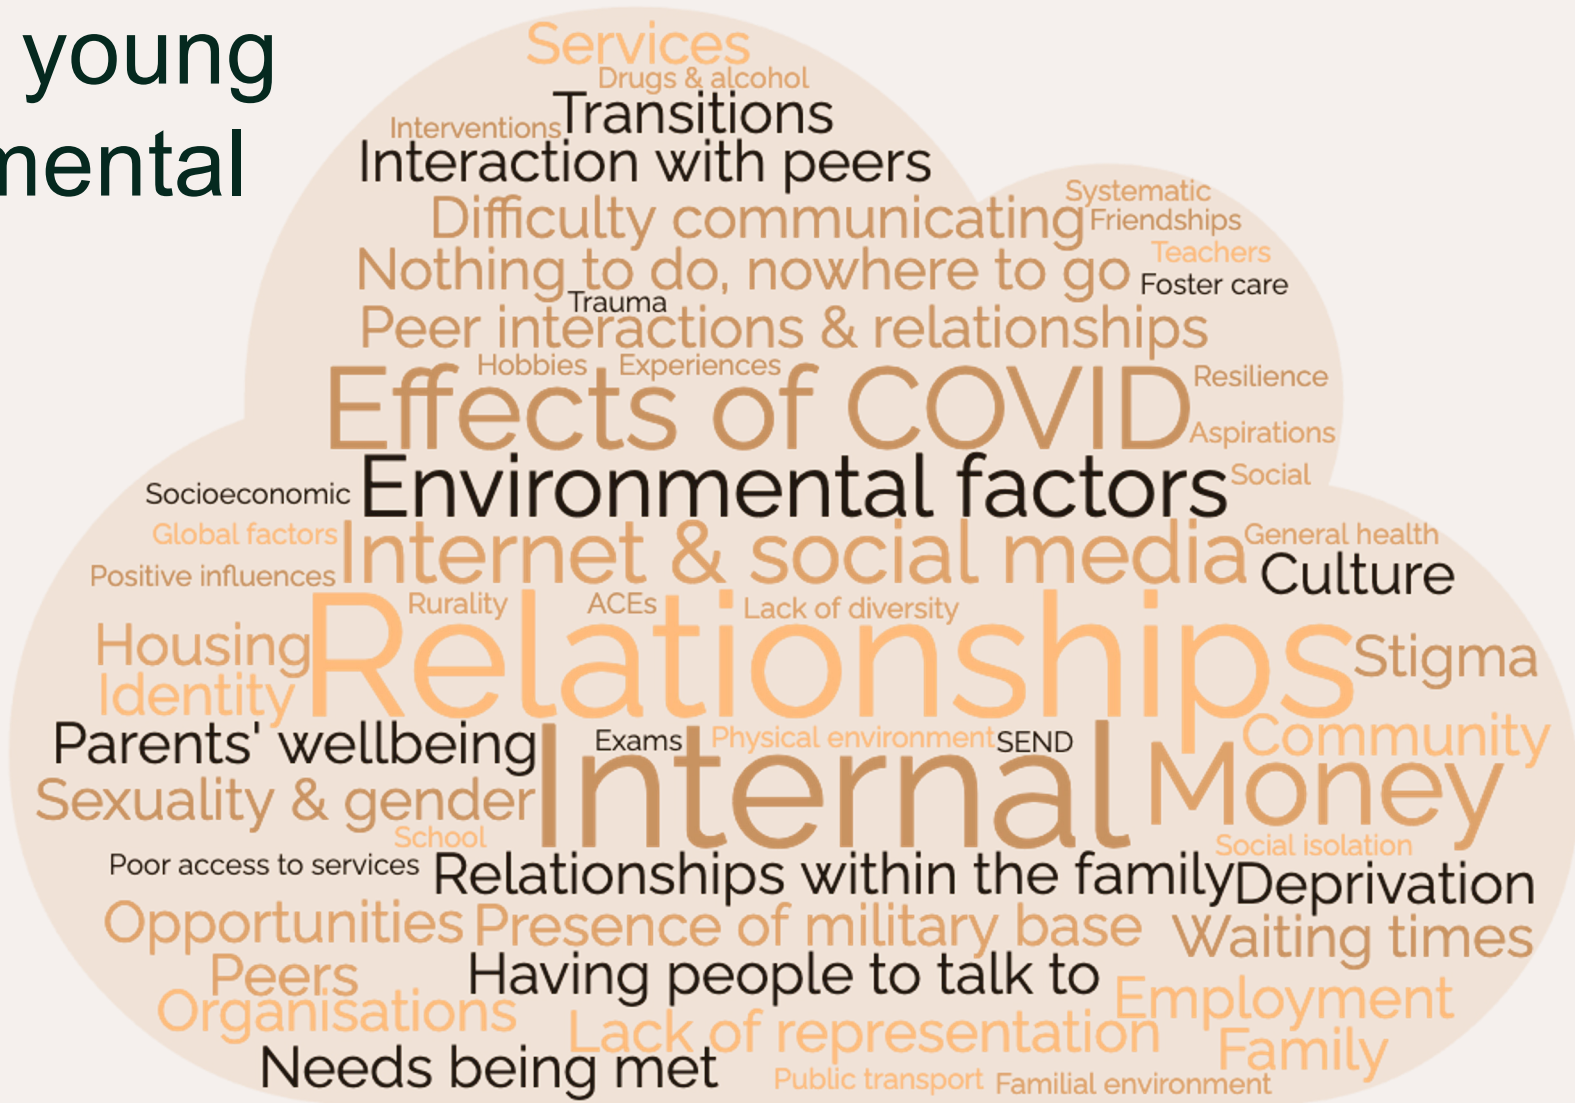 young
mental
Services
Drugs & alcohol
Transitions
Interventions
Interaction with peers
Systematic
Difficulty communicating
Friendships
Teachers
Nothing to do, nowhere to go
Foster care
Trauma
Peer interactions & relationships
Hobbies
Experiences
Effects of COVID
Resilience
Aspirations
Socioeconomic
Environmental factors
Social
Global factors
Internet & social media
General health
Positive influences
Culture
Rurality
ACEs
Lack of diversity
Housing
Relationships
Stigma
Identity
Parents' wellbeing
Exams
Physical environment
SEND
Community
Sexuality & gender
Internal
Money
School
Social isolation
Poor access to services
Relationships within the family
Deprivation
Opportunities
Presence of military base
Waiting times
Peers
Having people to talk to
Employment
Organisations
Lack of representation
Family
Needs being met
Public transport
Familial environment